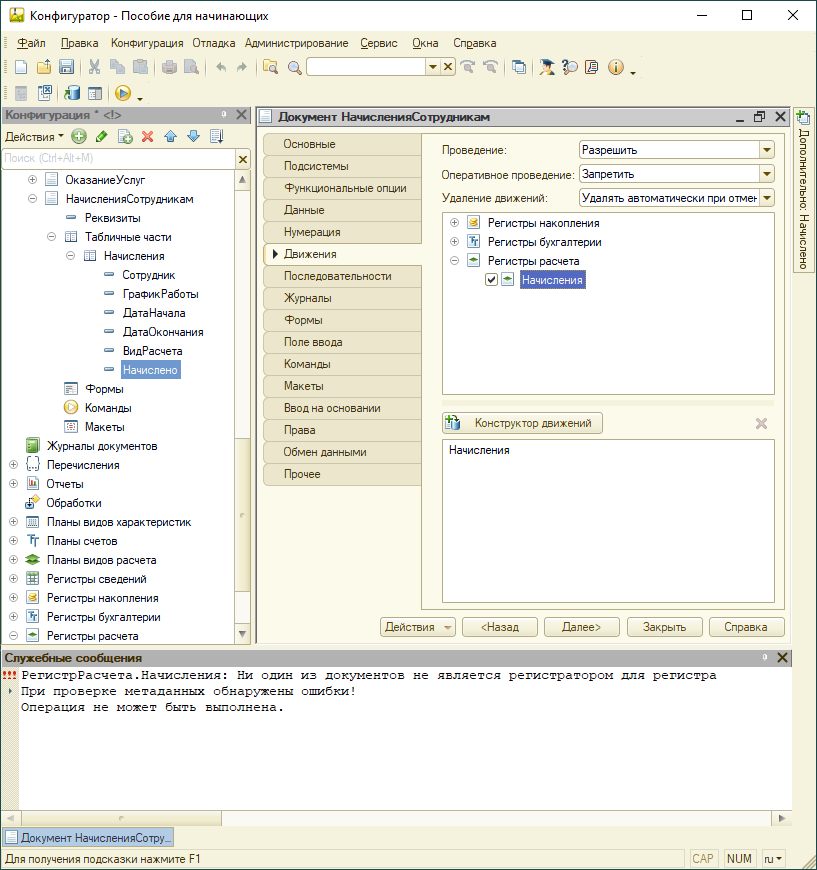 Конфигуратор - Пособие для начинающих
Файл Правка Конфигурация Отладка Администрирование Сервис Окна Справка
Конфигурация * <!>
Действия
Поиск (Ctrl+Alt+M)
ОказаниеУслуг
НачисленияСотрудникам
Реквизиты
Табличные части
Начисления
Сотрудник
ГрафикРаботы
ДатаНачала
ДатаОкончания
ВидРасчета
Начислено
Формы
Команды
Макеты
Журналы документов
Перечисления
Отчеты
Обработки
Планы видов характеристик
Планы счетов
Планы видов расчета
Регистры сведений
Регистры накопления
Регистры бухгалтерии
Регистры расчета
Документ НачисленияСотрудникам
Основные
Подсистемы
Функциональные опции
Данные
Нумерация
Движения
Последовательности
Журналы
Формы
Поле ввода
Команды
Макеты
Ввод на основании
Права
Обмен данными
Прочее
Проведение: Разрешить
Оперативное проведение: Запретить
Удаление движений: Удалять автоматически при отмен
Регистры накопления
Регистры бухгалтерии
Регистры расчета
Начисления
Конструктор движений
Начисления
Действия <Назад Далее> Закрыть Справка
Дополнительно: Начислено
Служебные сообщения
РегистрРасчета.Начисления: Ни один из документов не является регистратором для регистра
При проверке метаданных обнаружены ошибки!
Операция не может быть выполнена.
Документ НачисленияСотру...
Для получения подсказки нажмите F1 CAP NUM ru